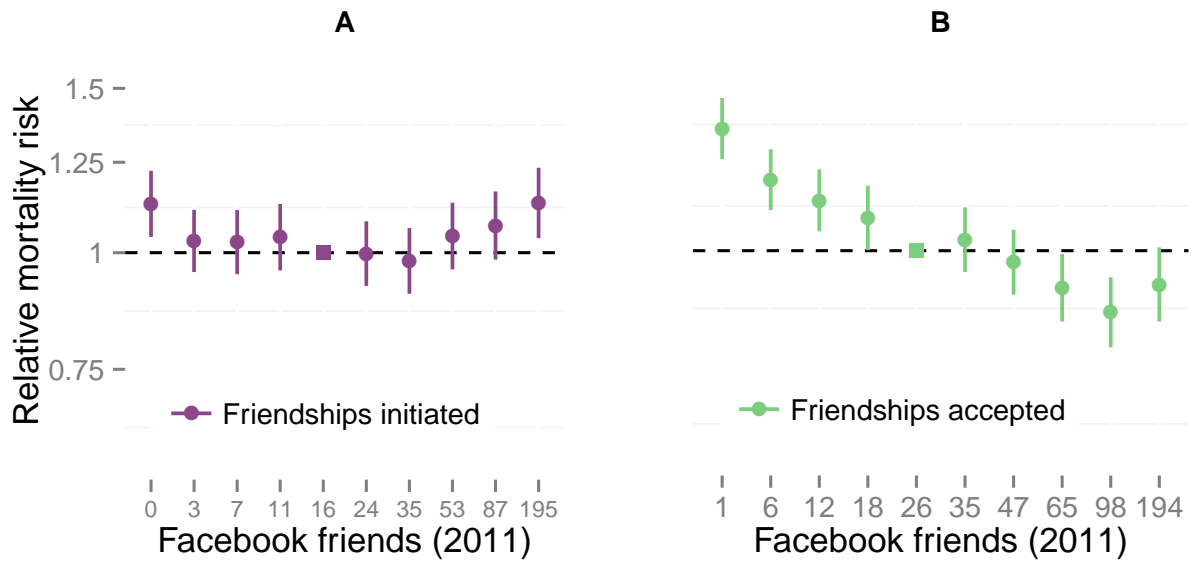 A
B
Relative mortality risk
1.5
1.25
1
0.75
Friendships initiated
Friendships accepted
0 3 7 11 16 24 35 53 87 195
1 6 12 18 26 35 47 65 98 194
Facebook friends (2011)
Facebook friends (2011)